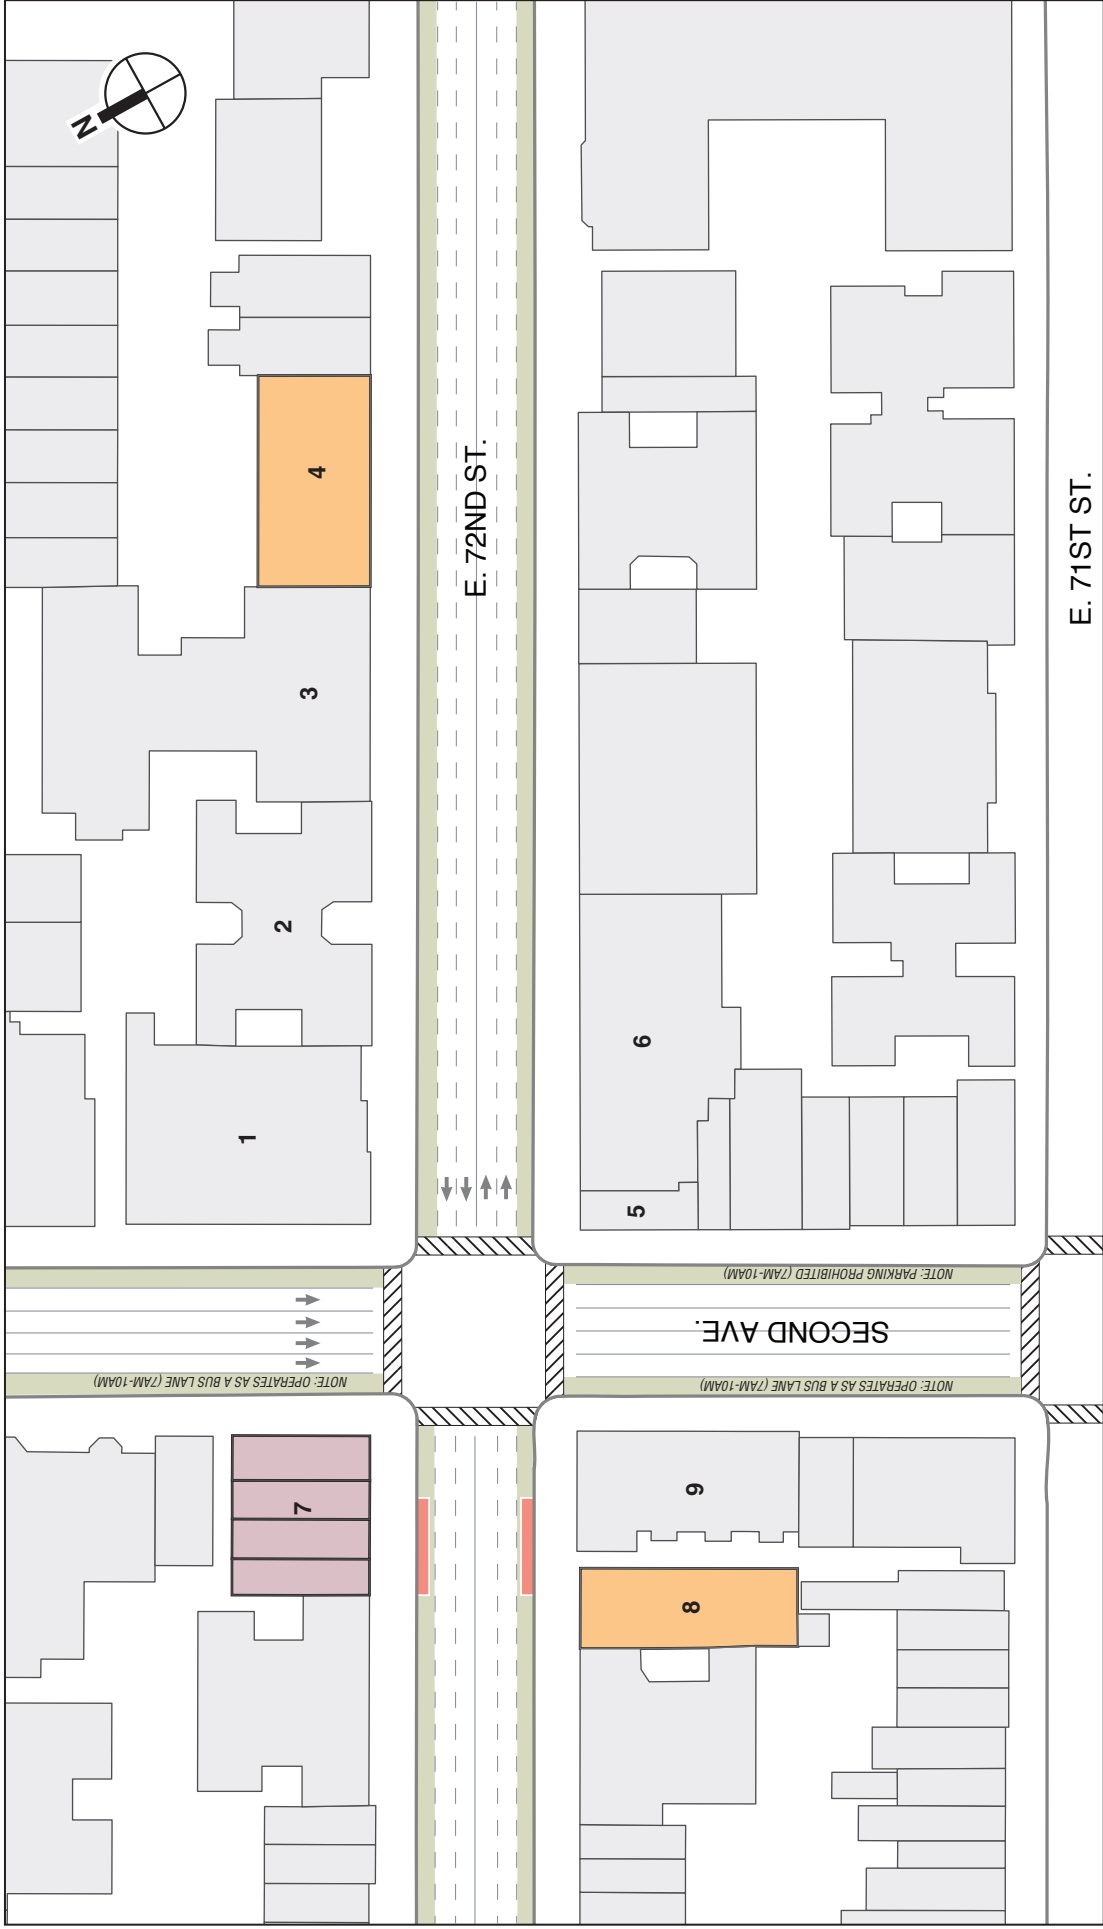 N
4
3
2
1
E. 72ND ST.
E. 71ST ST.
6
5
NOTE: PARKING PROHIBITED (7AM-10AM)
SECOND AVE.
NOTE: OPERATES AS A BUS LANE (7AM-10AM)
NOTE: OPERATES AS A BUS LANE (7AM-10AM)
7
9
8